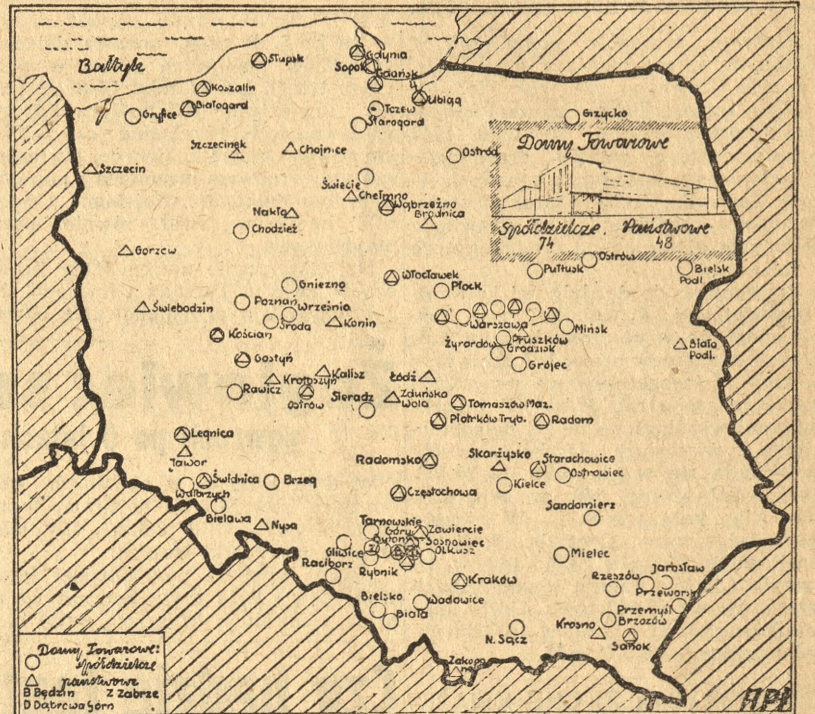 Bałtyk
Słupsk
Gdynia
Sopot
Gdańsk
Koszalin
Białogard
Gryfice
Tczew
Elbląg
Starogard
Giżycko
Szczecinek
Chojnice
Ostród
Szczecin
Świecie
Chełmno
Wąbrzeźno
Brodnica
Nakło
Chodzież
Domy Towarowe
Spółdzielcze. Państwowe
74 48
Gorzew
Ostrów
Pułtusk
Bielsk
Podl.
Włocławek
Gniezno
Płock
Poznań
Września
Świebodzin
Środa
Konin
Kościan
Warszawa
Mińsk
Żyrardów
Pruszków
Grodzisk
Grójec
Biała
Podl.
Gostyń
Krotoszyn
Kalisz
Łódź
Rawicz
Ostrów
Sieradz
Zduńska
Wola
Tomaszów Maz.
Piotrków Tryb.
Radom
Legnica
Jawor
Radomsko
Skarżysko
Starachowice
Ostrowiec
Świdnica
Wałbrzych
Brzeg
Kielce
Częstochowa
Bielawa
Nysa
Sandomierz
Tarnowskie
Góry
Zawiercie
Bytom
Sosnowiec
Gliwice
Olkusz
Racibórz
Rybnik
Mielec
Kraków
Rzeszów
Jarosław
Przeworsk
Bielsko
Biała
Wadowice
Przemyśl
Brzozów
Krosno
Sanok
N. Sącz
Zakopa
ne
Domy Towarowe:
spółdzielcze
państwowe
B Będzin Z Zabrze
D Dąbrowa Górn